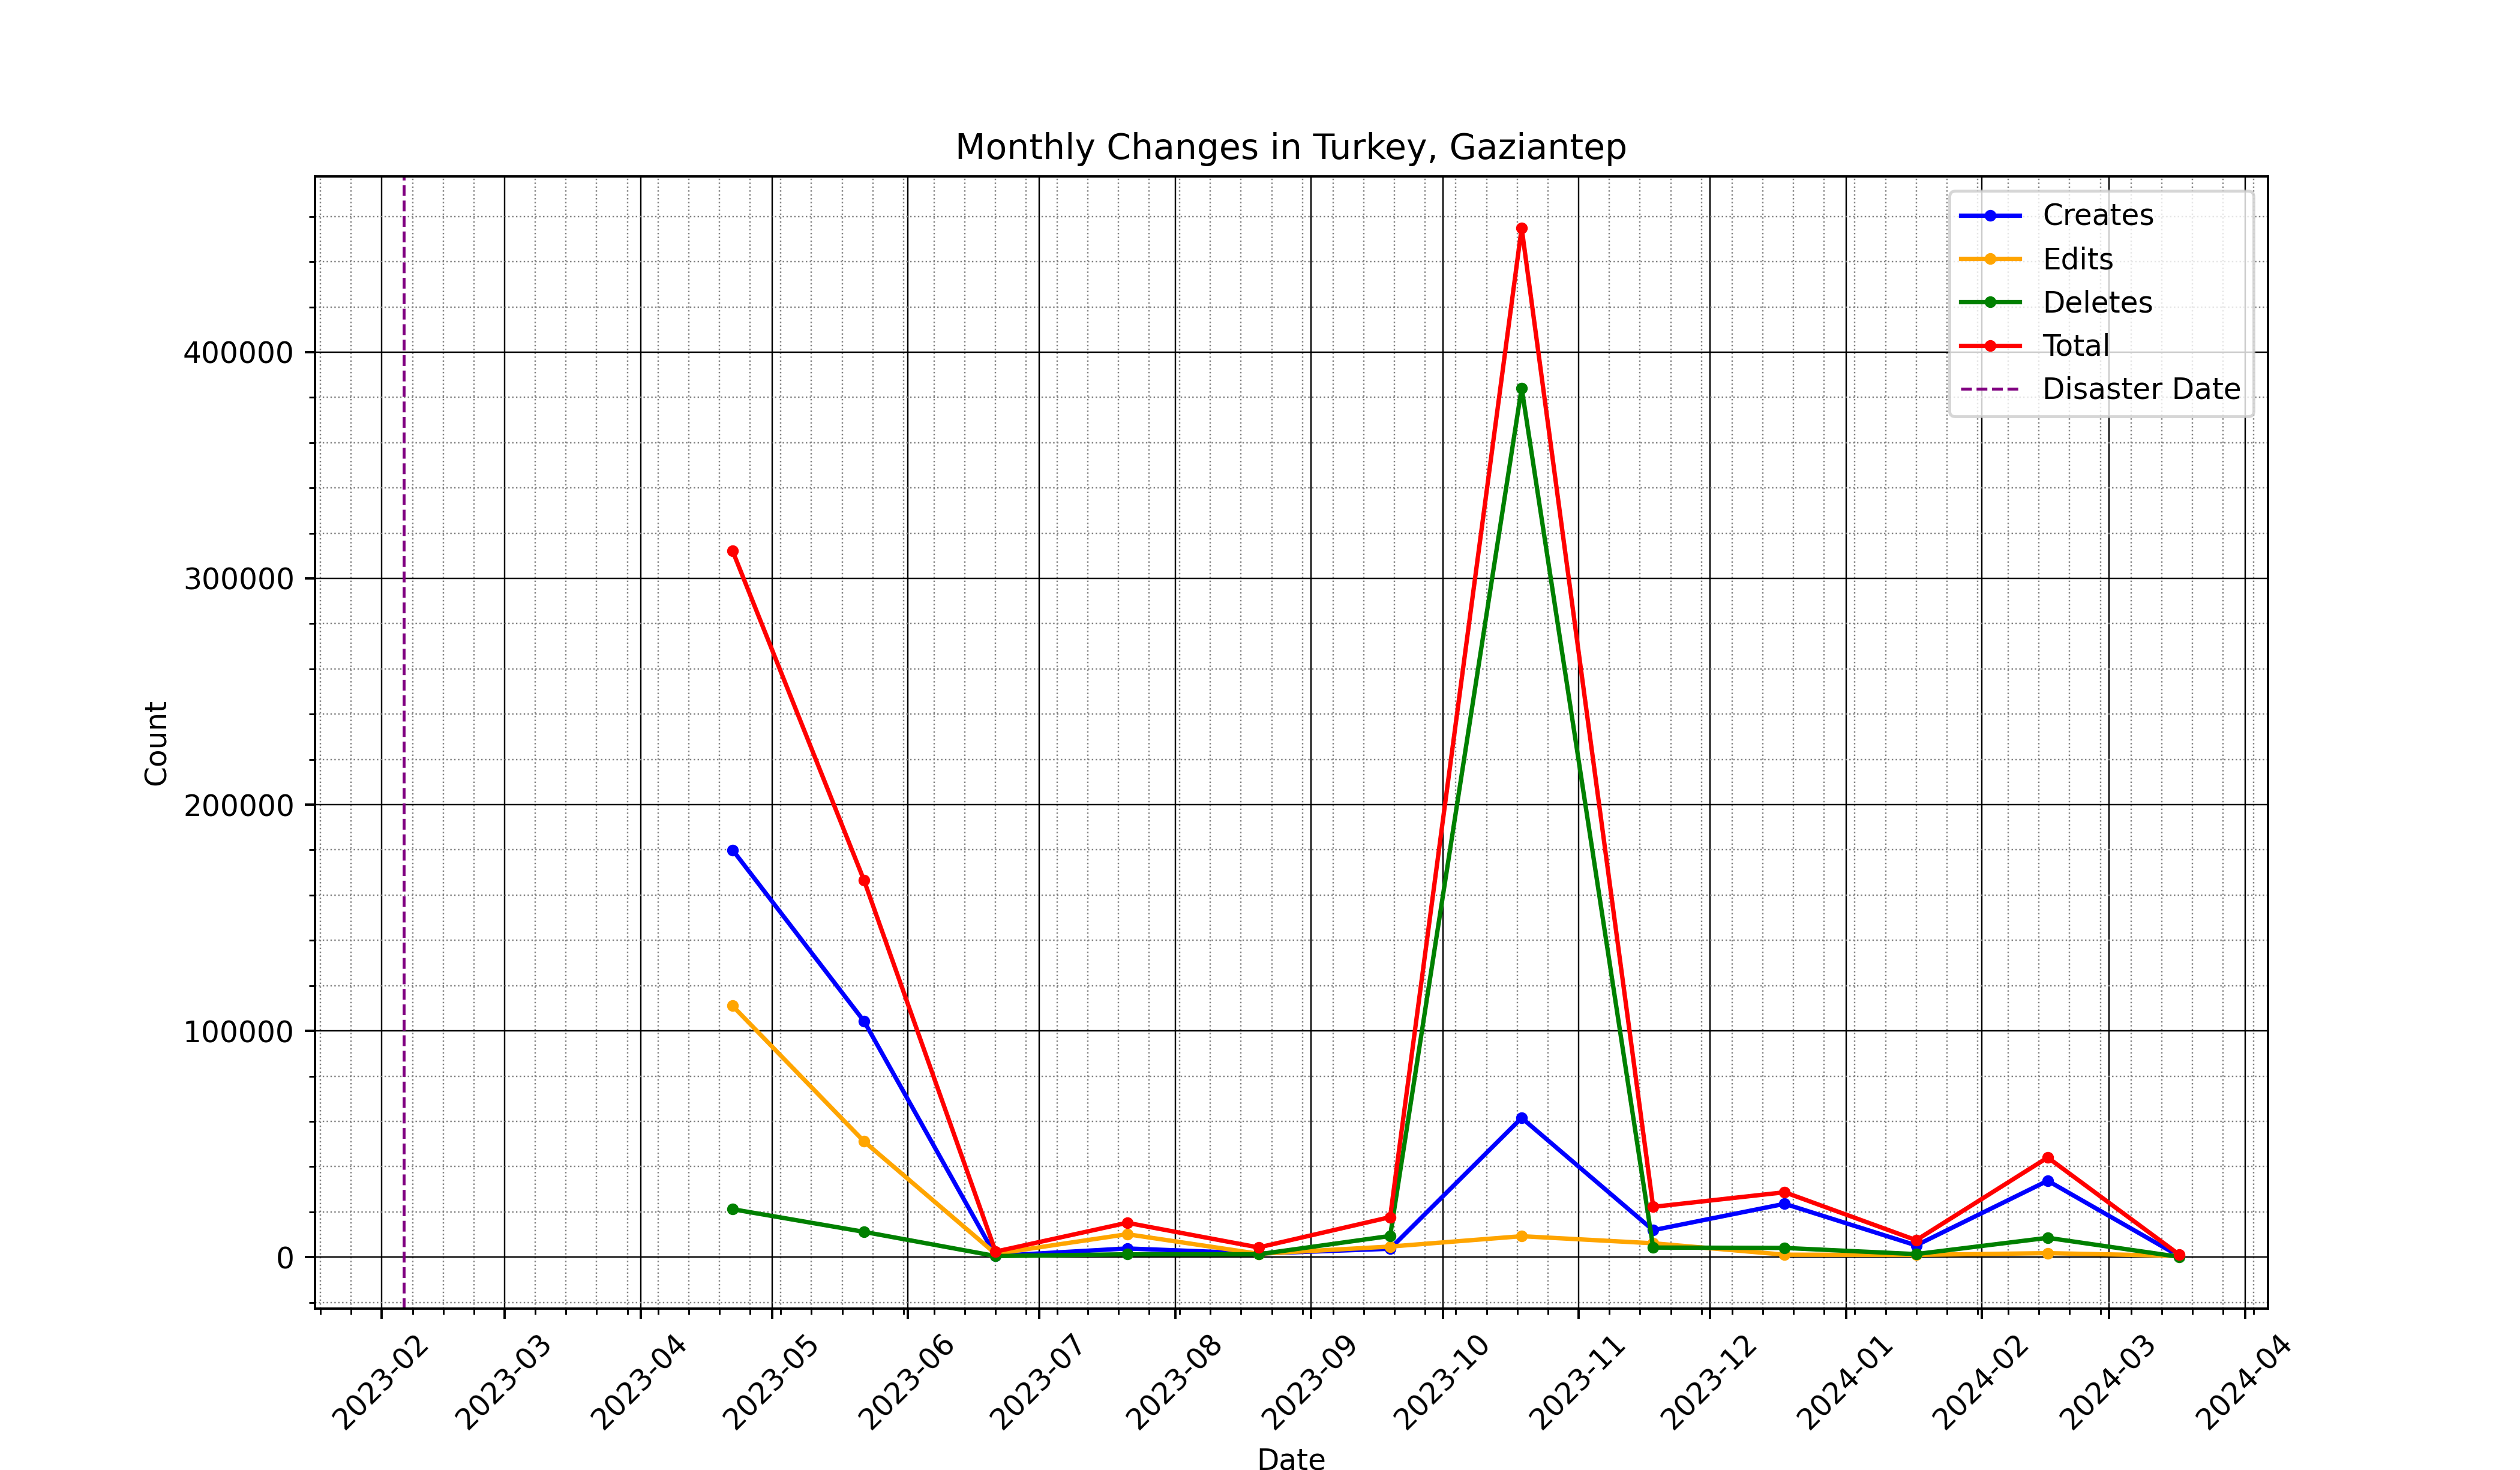 Monthly Changes in Turkey, Gaziantep
Creates
Edits
Deletes
Total
Disaster Date
Count
400000
300000
200000
100000
0
2023-02
2023-03
2023-04
2023-05
2023-06
2023-07
2023-08
2023-09
2023-10
2023-11
2023-12
2024-01
2024-02
2024-03
2024-04
Date